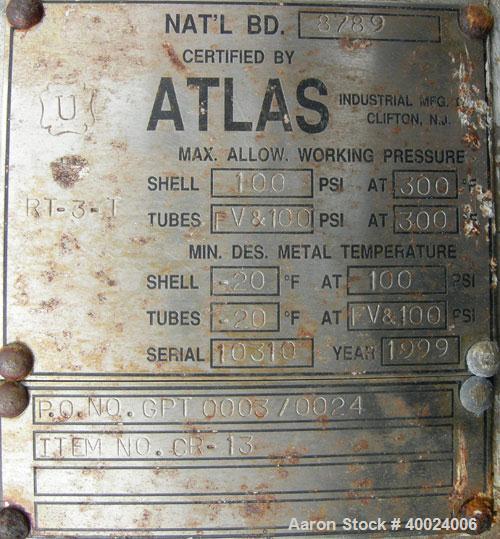 NAT'L BD. 8789
CERTIFIED BY
U
ATLAS
INDUSTRIAL MFG.
CLIFTON, N.J.
MAX. ALLOW. WORKING PRESSURE
SHELL 100 PSI AT 300 °F
RT-3-T
TUBES FV&100 PSI AT 300 °F
MIN. DES. METAL TEMPERATURE
SHELL -20 °F AT 100 PSI
TUBES -20 °F AT FV&100 PSI
SERIAL 10310 YEAR 1999
P.O.NO. GPT 0003/0024
ITEM NO. CR-13
Aaron Stock # 40024006